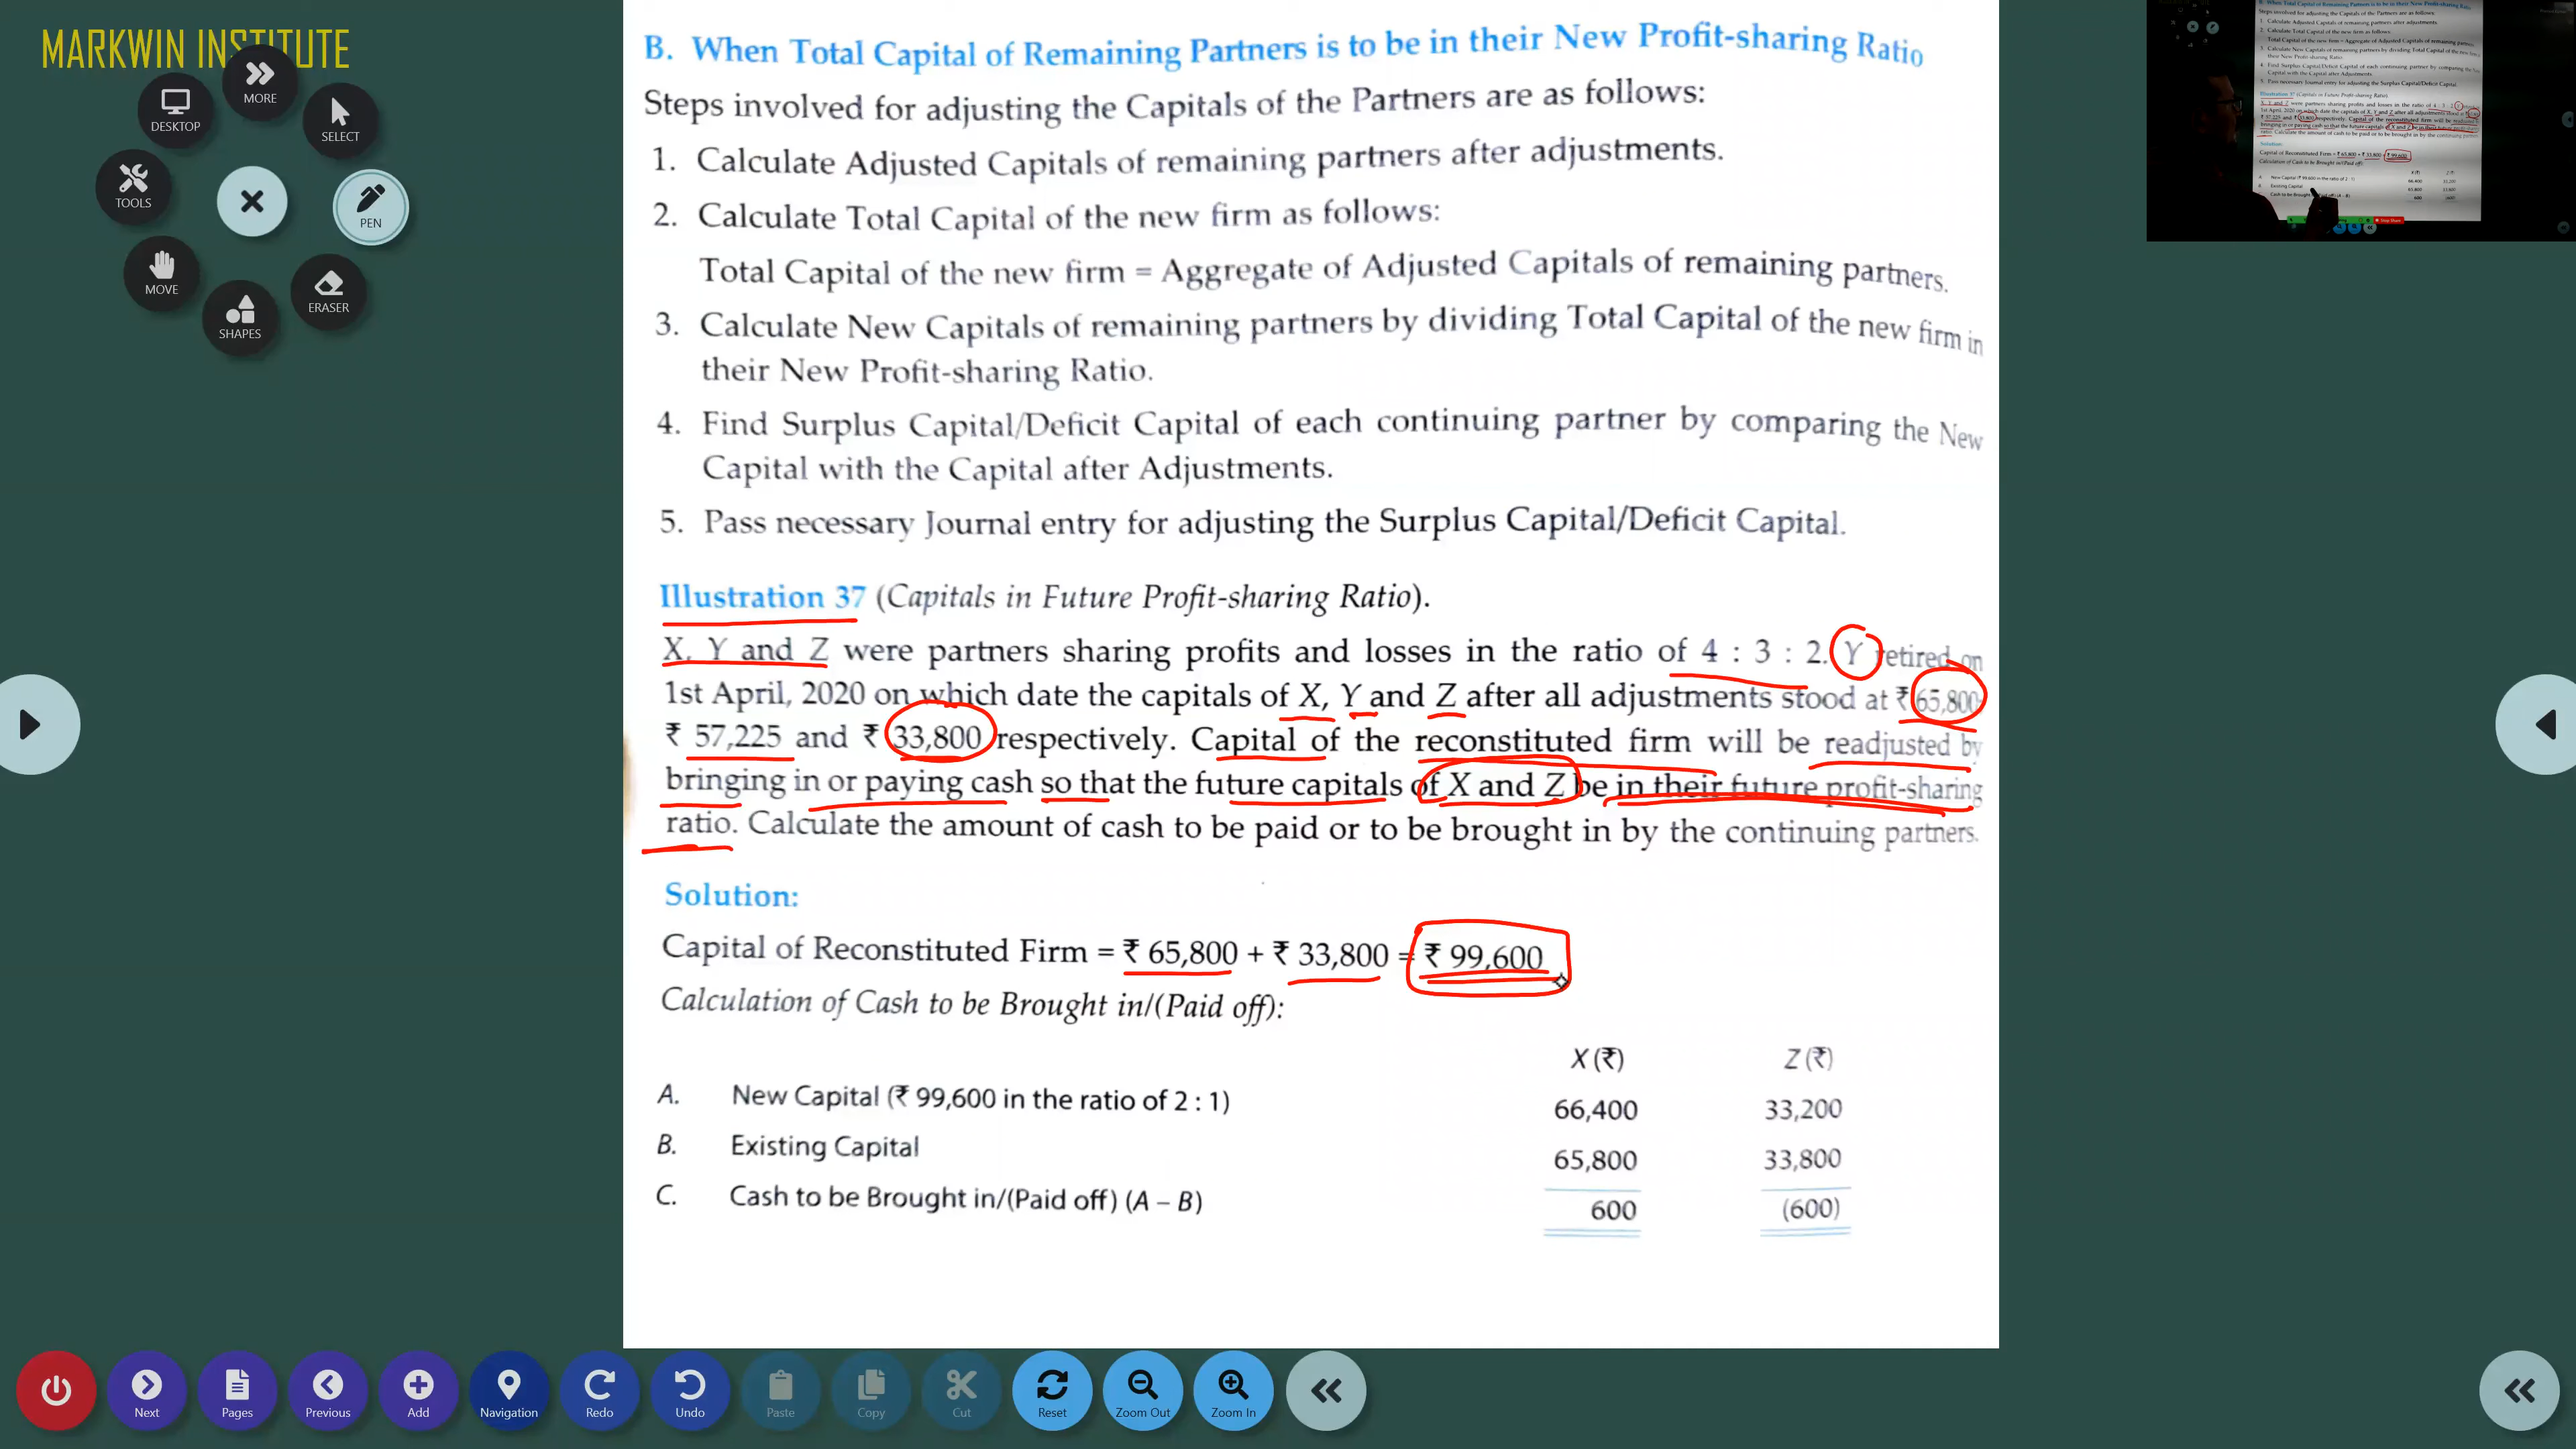 MARKWIN INSTITUTE
MORE
DESKTOP
SELECT
TOOLS
PEN
MOVE
ERASER
SHAPES
B. When Total Capital of Remaining Partners is to be in their New Profit-sharing Ratio
Steps involved for adjusting the Capitals of the Partners are as follows:
1. Calculate Adjusted Capitals of remaining partners after adjustments.
2. Calculate Total Capital of the new firm as follows:
Total Capital of the new firm = Aggregate of Adjusted Capitals of remaining partners.
3. Calculate New Capitals of remaining partners by dividing Total Capital of the new firm in
their New Profit-sharing Ratio.
4. Find Surplus Capital/Deficit Capital of each continuing partner by comparing the New
Capital with the Capital after Adjustments.
5. Pass necessary Journal entry for adjusting the Surplus Capital/Deficit Capital.
Illustration 37 (Capitals in Future Profit-sharing Ratio).
X, Y and Z were partners sharing profits and losses in the ratio of 4 : 3 : 2. Y retired on
1st April, 2020 on which date the capitals of X, Y and Z after all adjustments stood at ₹ 65,800
₹ 57,225 and ₹ 33,800 respectively. Capital of the reconstituted firm will be readjusted by
bringing in or paying cash so that the future capitals of X and Z be in their future profit-sharing
ratio. Calculate the amount of cash to be paid or to be brought in by the continuing partners.
Solution:
Capital of Reconstituted Firm = ₹ 65,800 + ₹ 33,800 = ₹ 99,600
Calculation of Cash to be Brought in/(Paid off):
X (₹) Z (₹)
A. New Capital (₹ 99,600 in the ratio of 2 : 1) 66,400 33,200
B. Existing Capital 65,800 33,800
C. Cash to be Brought in/(Paid off) (A – B) 600 (600)
Next
Pages
Previous
Add
Navigation
Redo
Undo
Paste
Copy
Cut
Reset
Zoom Out
Zoom In